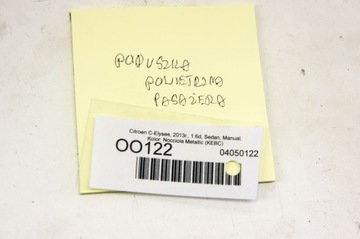 PODUSZKA
POWIETRZNA
PASAŻERA
Citroen C-Elysee, 2013r., 1.6d, Sedan, Manual,
Kolor: Nocciola Metallic (KEBC)
OO122
04050122